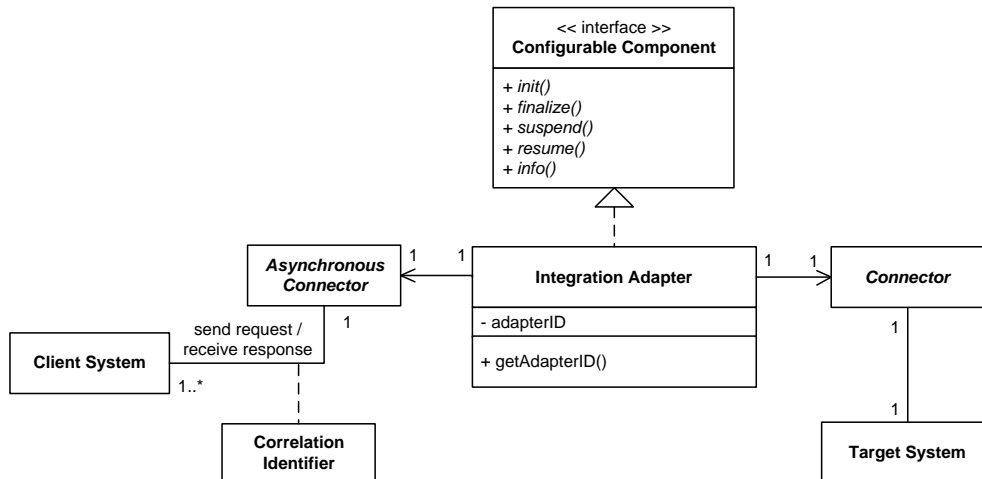 << interface >>
Configurable Component
+ init()
+ finalize()
+ suspend()
+ resume()
+ info()
Asynchronous
Connector
1
1
Integration Adapter
- adapterID
+ getAdapterID()
1
1
Connector
1
send request /
receive response
Client System
1..*
Correlation
Identifier
1
1
Target System